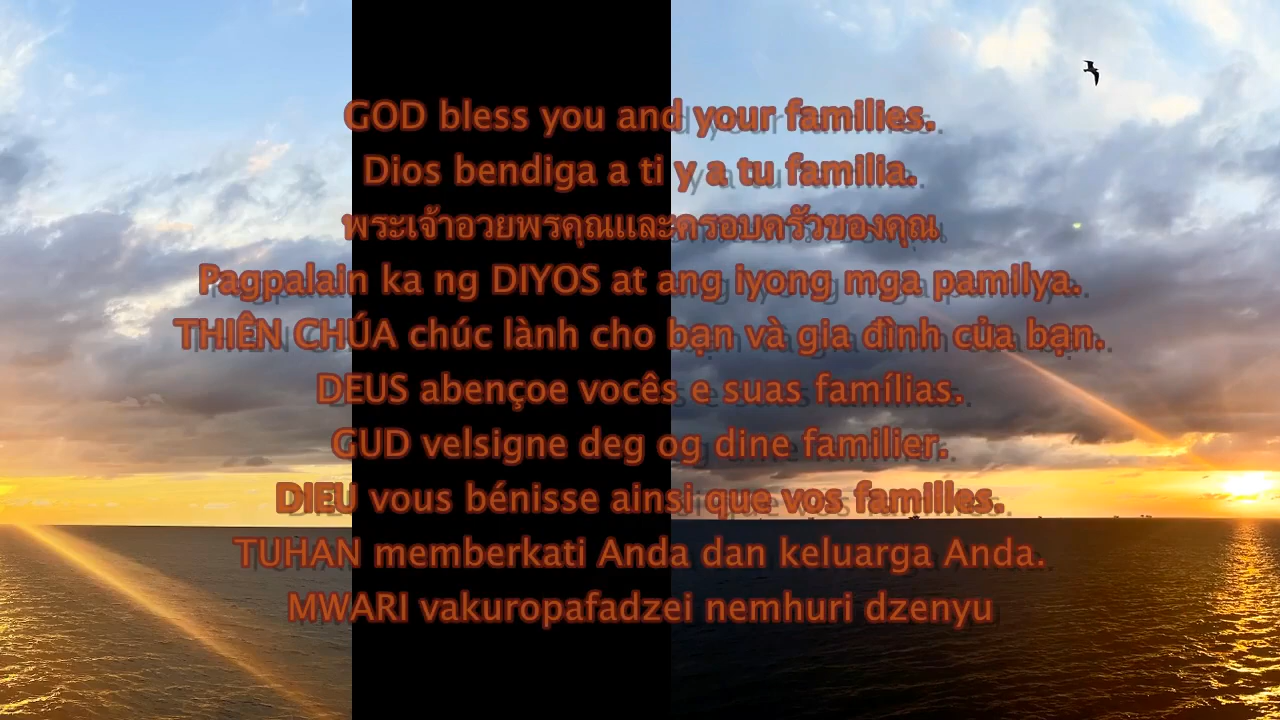 GOD bless you and your families.
Dios bendiga a ti y a tu familia.
พระเจ้าอวยพรคุณและครอบครัวของคุณ
Pagpalain ka ng DIYOS at ang iyong mga pamilya.
THIÊN CHÚA chúc lành cho bạn và gia đình của bạn.
DEUS abençoe vocês e suas famílias.
GUD velsigne deg og dine familier.
DIEU vous bénisse ainsi que vos familles.
TUHAN memberkati Anda dan keluarga Anda.
MWARI vakuropafadzei nemhuri dzenyu